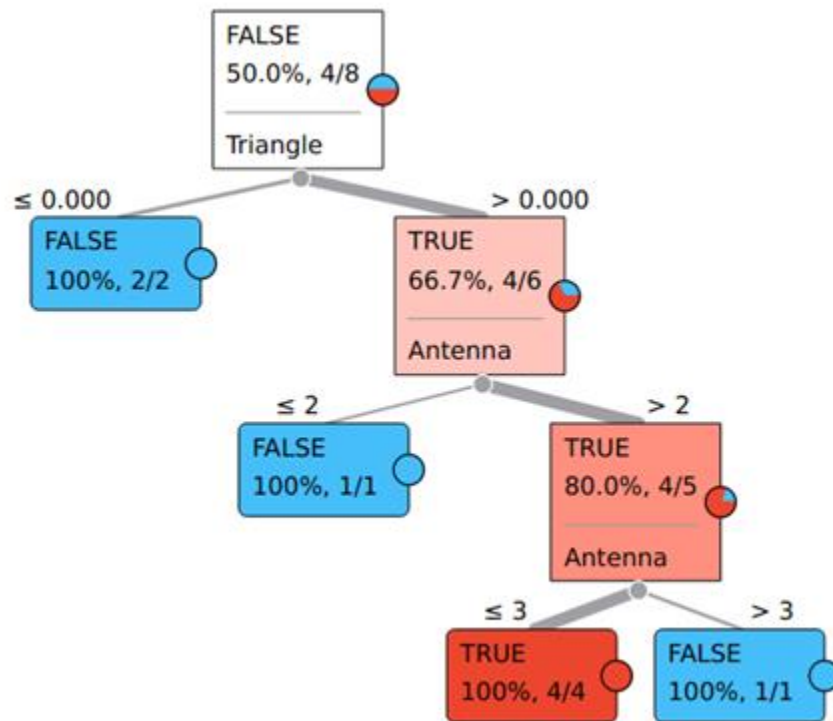 FALSE
50.0%, 4/8
Triangle
≤ 0.000
> 0.000
FALSE
100%, 2/2
TRUE
66.7%, 4/6
Antenna
≤ 2
> 2
FALSE
100%, 1/1
TRUE
80.0%, 4/5
Antenna
≤ 3
> 3
TRUE
100%, 4/4
FALSE
100%, 1/1